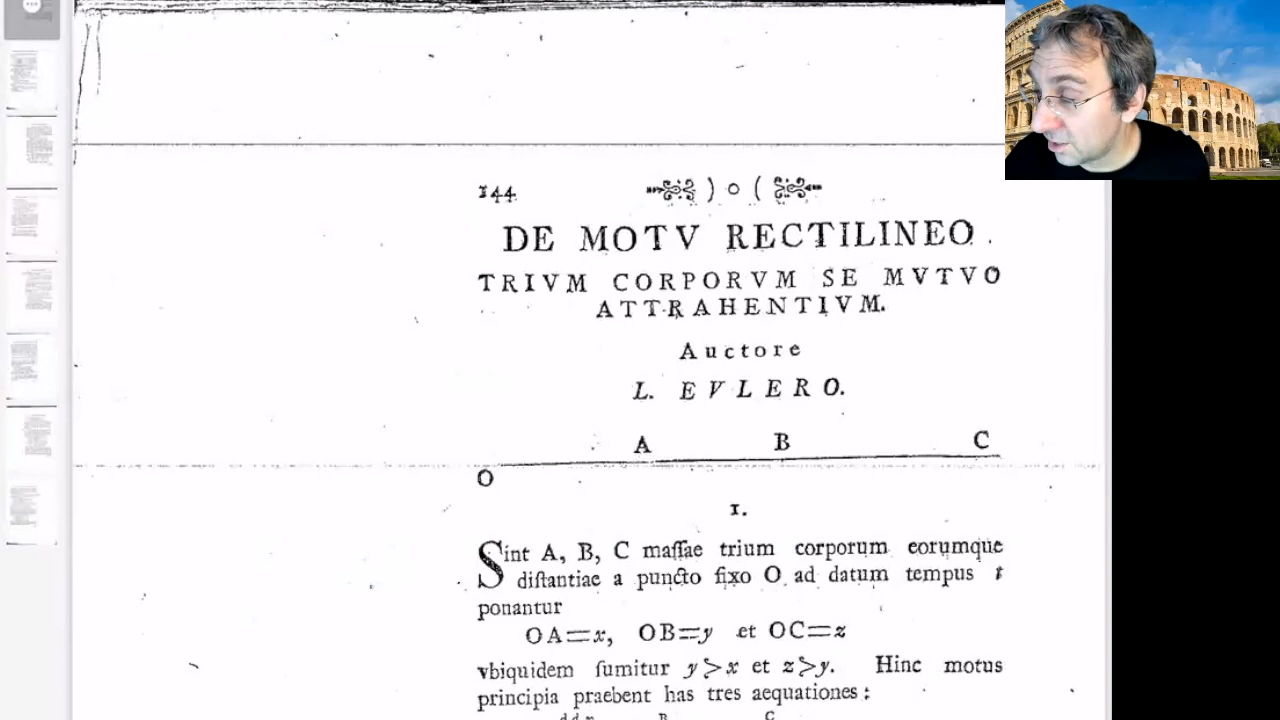 144 ) o (
DE MOTV RECTILINEO.
TRIVM CORPORVM SE MVTVO
ATTRAHENTIVM.
Auctore
L. EVLERO.
A B C
O
1.
Sint A, B, C maſſae trium corporum eorumque
diſtantiae a puncto fixo O ad datum tempus t
ponantur
OA=x, OB=y et OC=z
vbiquidem ſumitur y>x et z>y. Hinc motus
principia praebent has tres aequationes: